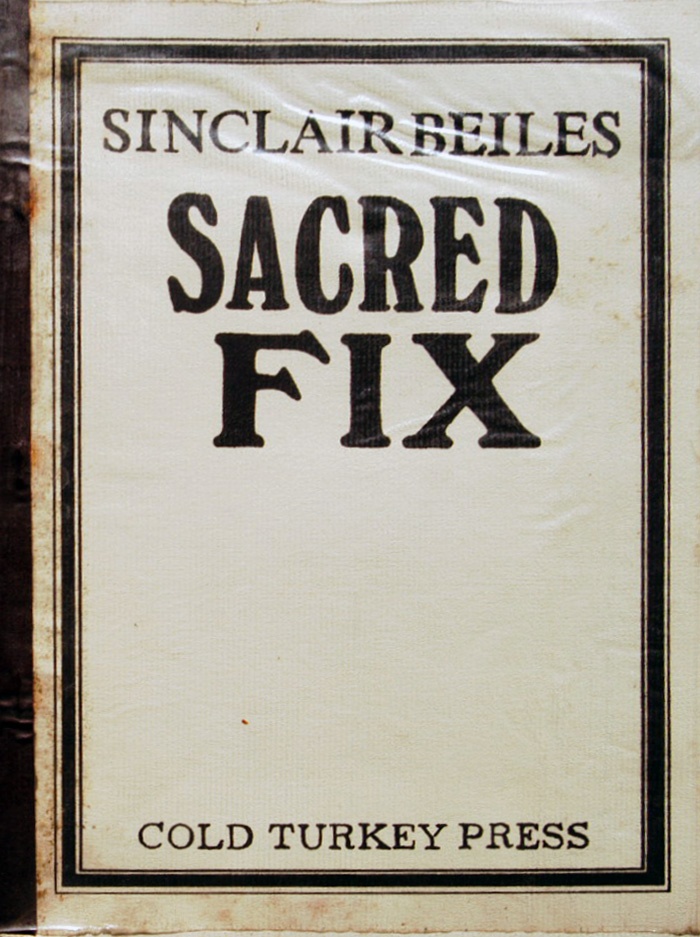 SINCLAIR BEILES
SACRED
FIX
COLD TURKEY PRESS